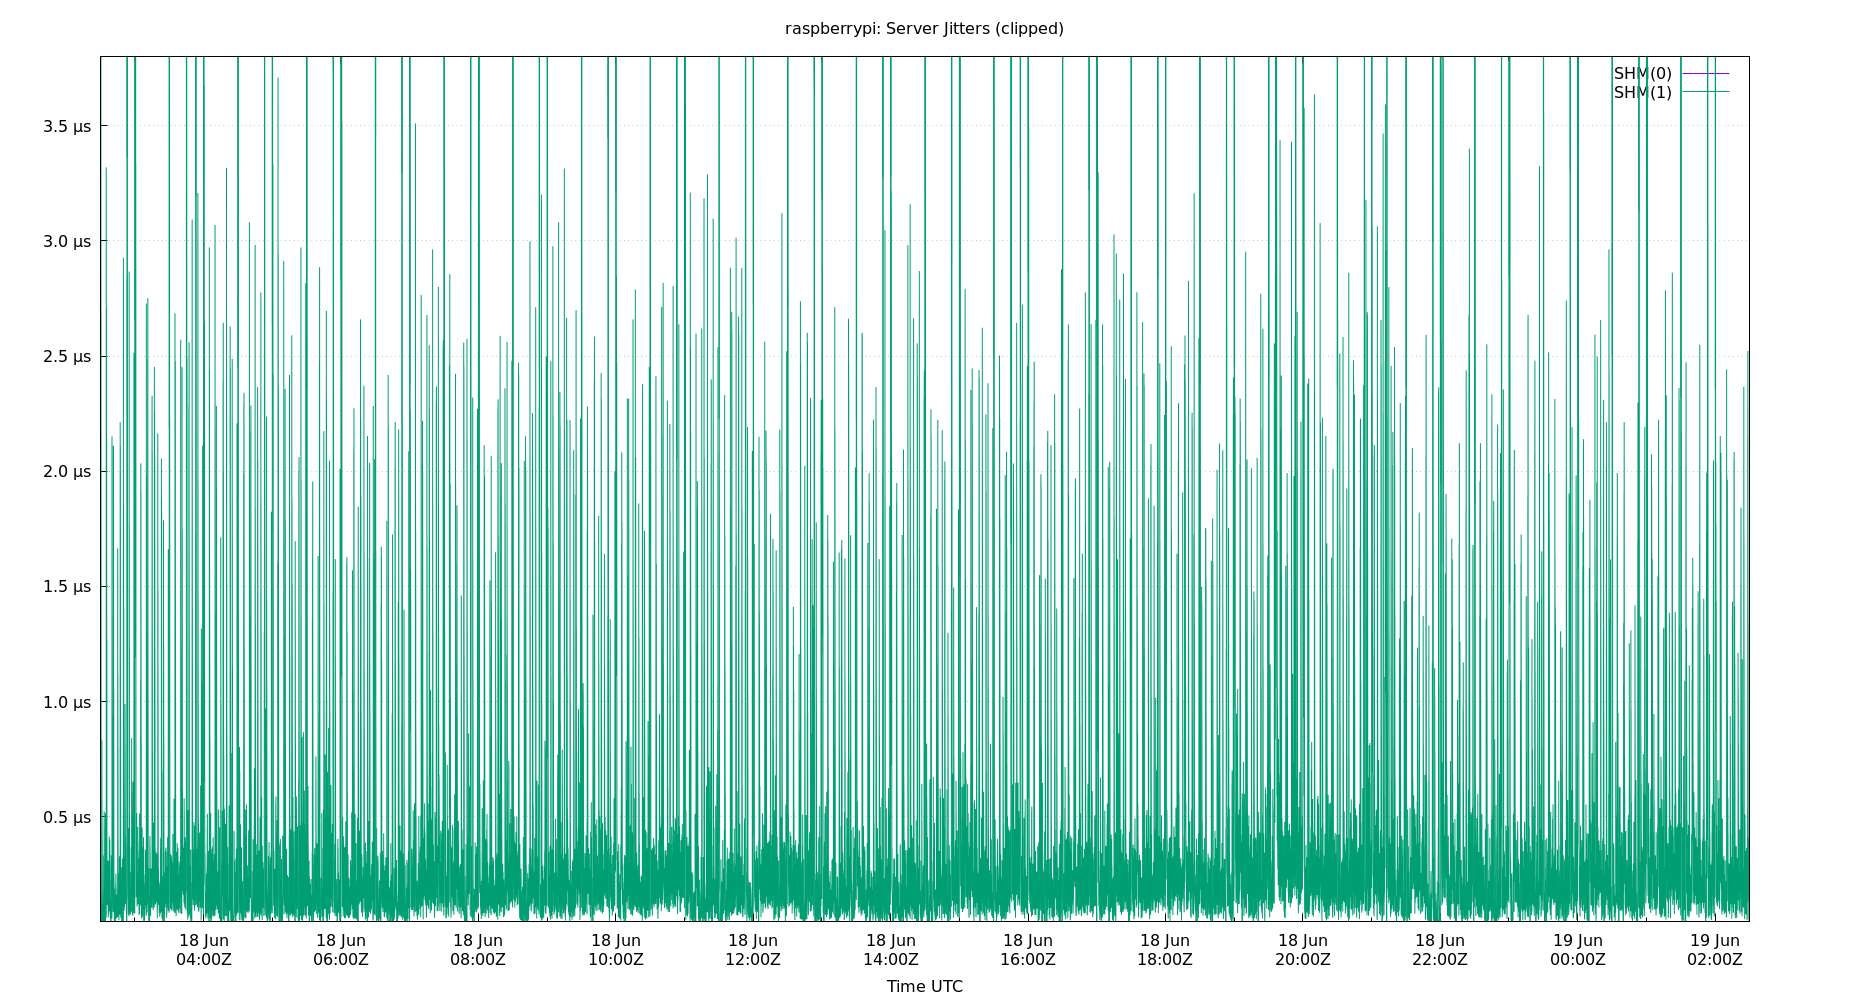 raspberrypi: Server Jitters (clipped)
SHM(0)
SHM(1)
3.5 µs
3.0 µs
2.5 µs
2.0 µs
1.5 µs
1.0 µs
0.5 µs
18 Jun 18 Jun 18 Jun 18 Jun 18 Jun 18 Jun 18 Jun 18 Jun 18 Jun 18 Jun 19 Jun 19 Jun
04:00Z 06:00Z 08:00Z 10:00Z 12:00Z 14:00Z 16:00Z 18:00Z 20:00Z 22:00Z 00:00Z 02:00Z
Time UTC